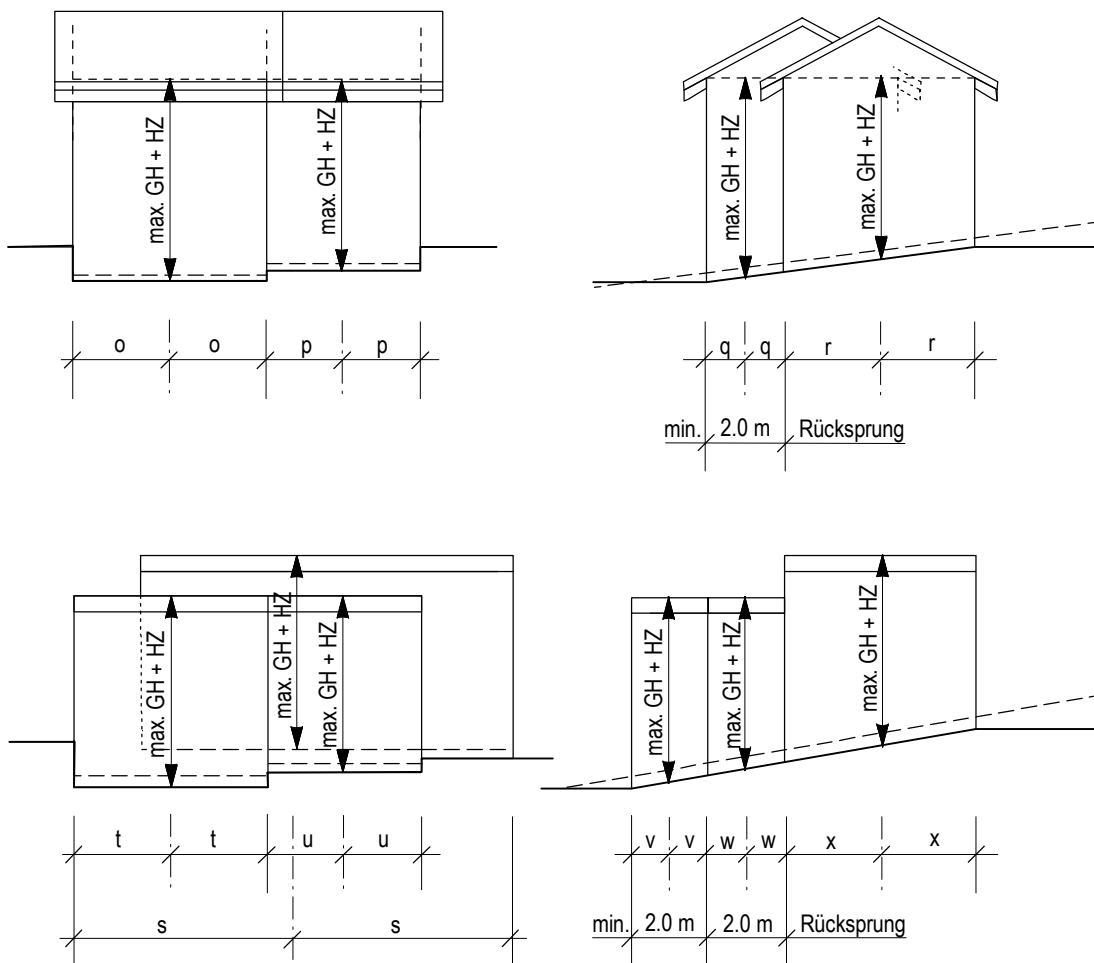 max. GH + HZ
max. GH + HZ
max. GH + HZ
max. GH + HZ
o o p p
q q r r
min. 2.0 m Rücksprung
max. GH + HZ
max. GH + HZ
max. GH + HZ
max. GH + HZ
max. GH + HZ
max. GH + HZ
t t u u
s s
v v w w x x
min. 2.0 m 2.0 m Rücksprung